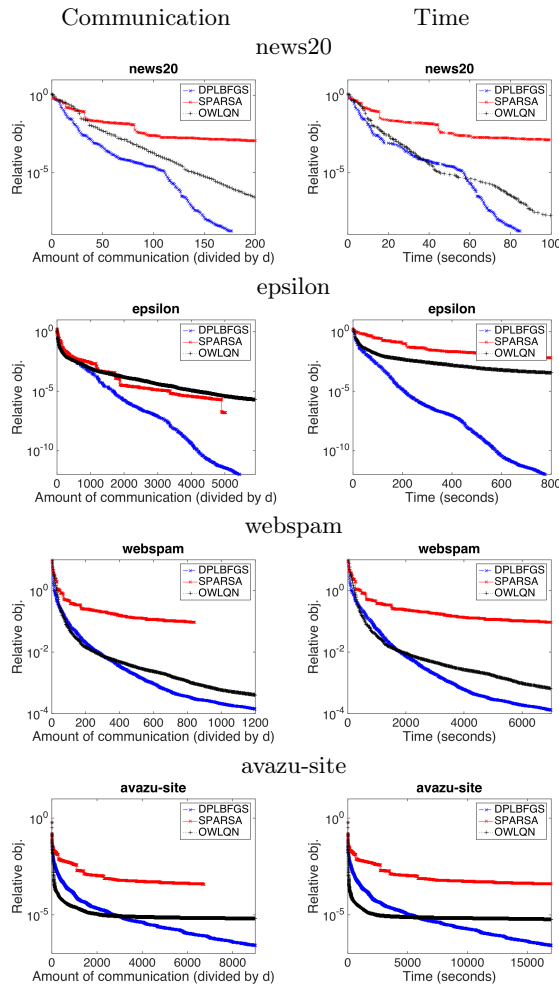 Communication Time
news20
news20 news20
10^0 10^-5
Relative obj.
DPLBFGS
SPARSA
OWLQN
0 50 100 150 200
Amount of communication (divided by d)
10^0 10^-5
Relative obj.
DPLBFGS
SPARSA
OWLQN
0 20 40 60 80 100
Time (seconds)
epsilon
epsilon epsilon
10^0 10^-5 10^-10
Relative obj.
DPLBFGS
SPARSA
OWLQN
0 1000 2000 3000 4000 5000
Amount of communication (divided by d)
10^0 10^-5 10^-10
Relative obj.
DPLBFGS
SPARSA
OWLQN
0 200 400 600 800
Time (seconds)
webspam
webspam webspam
10^0 10^-2 10^-4
Relative obj.
DPLBFGS
SPARSA
OWLQN
0 200 400 600 800 1000 1200
Amount of communication (divided by d)
10^0 10^-2 10^-4
Relative obj.
DPLBFGS
SPARSA
OWLQN
0 2000 4000 6000
Time (seconds)
avazu-site
avazu-site avazu-site
10^0 10^-5
Relative obj.
DPLBFGS
SPARSA
OWLQN
0 2000 4000 6000 8000
Amount of communication (divided by d)
10^0 10^-5
Relative obj.
DPLBFGS
SPARSA
OWLQN
0 5000 10000 15000
Time (seconds)